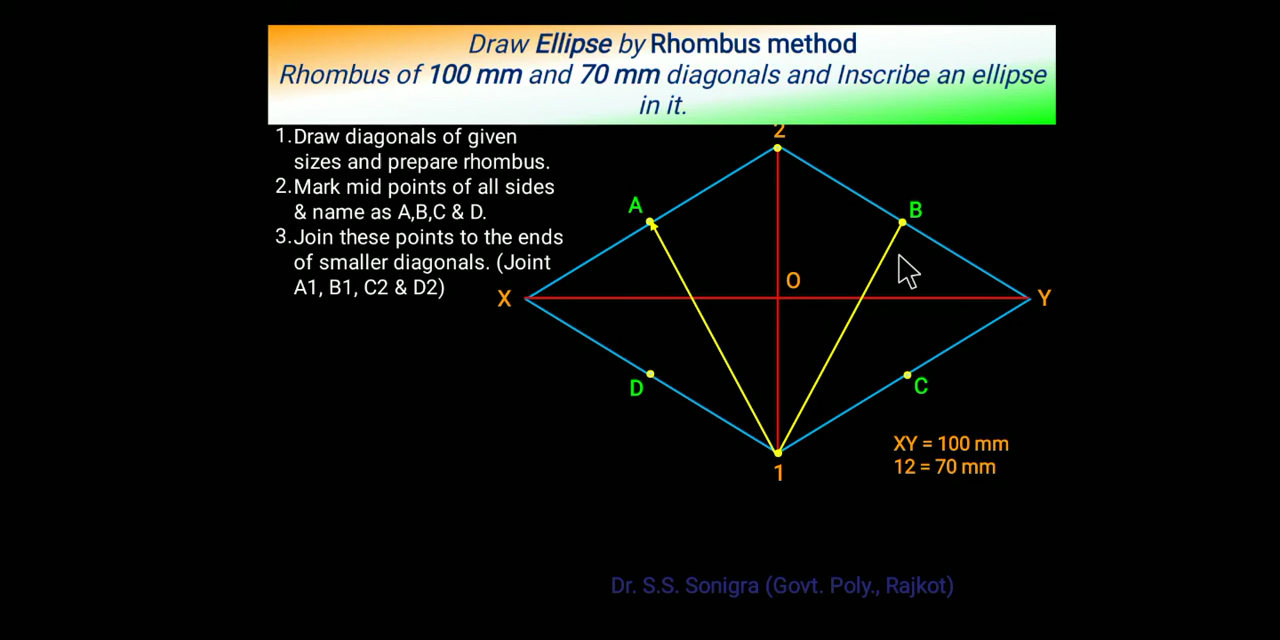 Draw Ellipse by Rhombus method
Rhombus of 100 mm and 70 mm diagonals and Inscribe an ellipse
in it.
1. Draw diagonals of given
sizes and prepare rhombus.
2. Mark mid points of all sides
& name as A,B,C & D.
3. Join these points to the ends
of smaller diagonals. (Joint
A1, B1, C2 & D2)
2
A
B
O
X
Y
D
C
1
XY = 100 mm
12 = 70 mm
Dr. S.S. Sonigra (Govt. Poly., Rajkot)